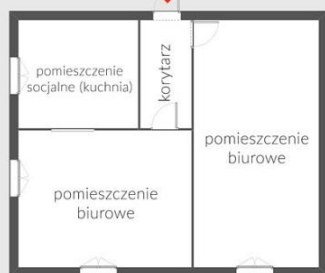 pomieszczenie
socjalne (kuchnia)
korytarz
pomieszczenie
biurowe
pomieszczenie
biurowe